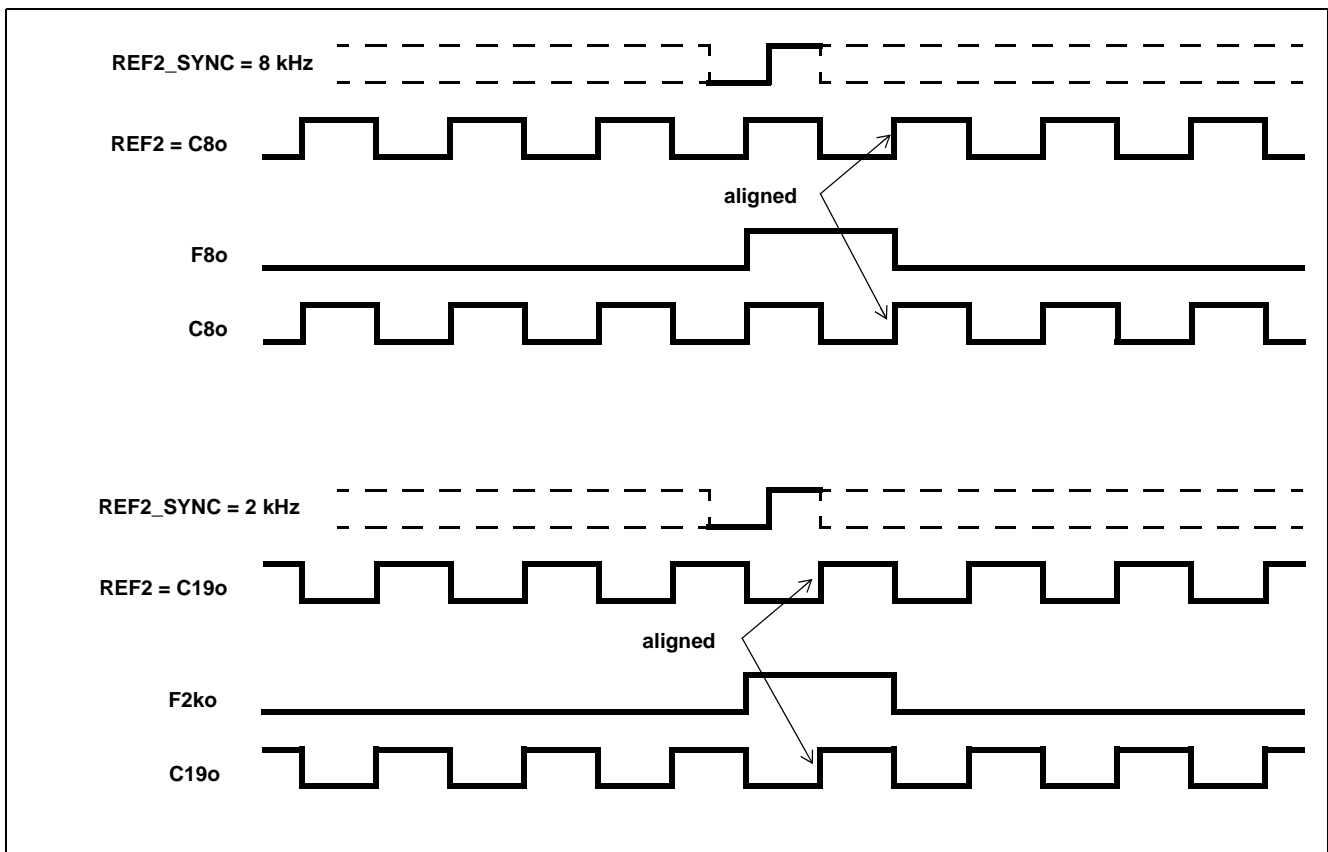 REF2_SYNC = 8 kHz
REF2 = C8o
aligned
F8o
C8o
REF2_SYNC = 2 kHz
REF2 = C19o
aligned
F2ko
C19o